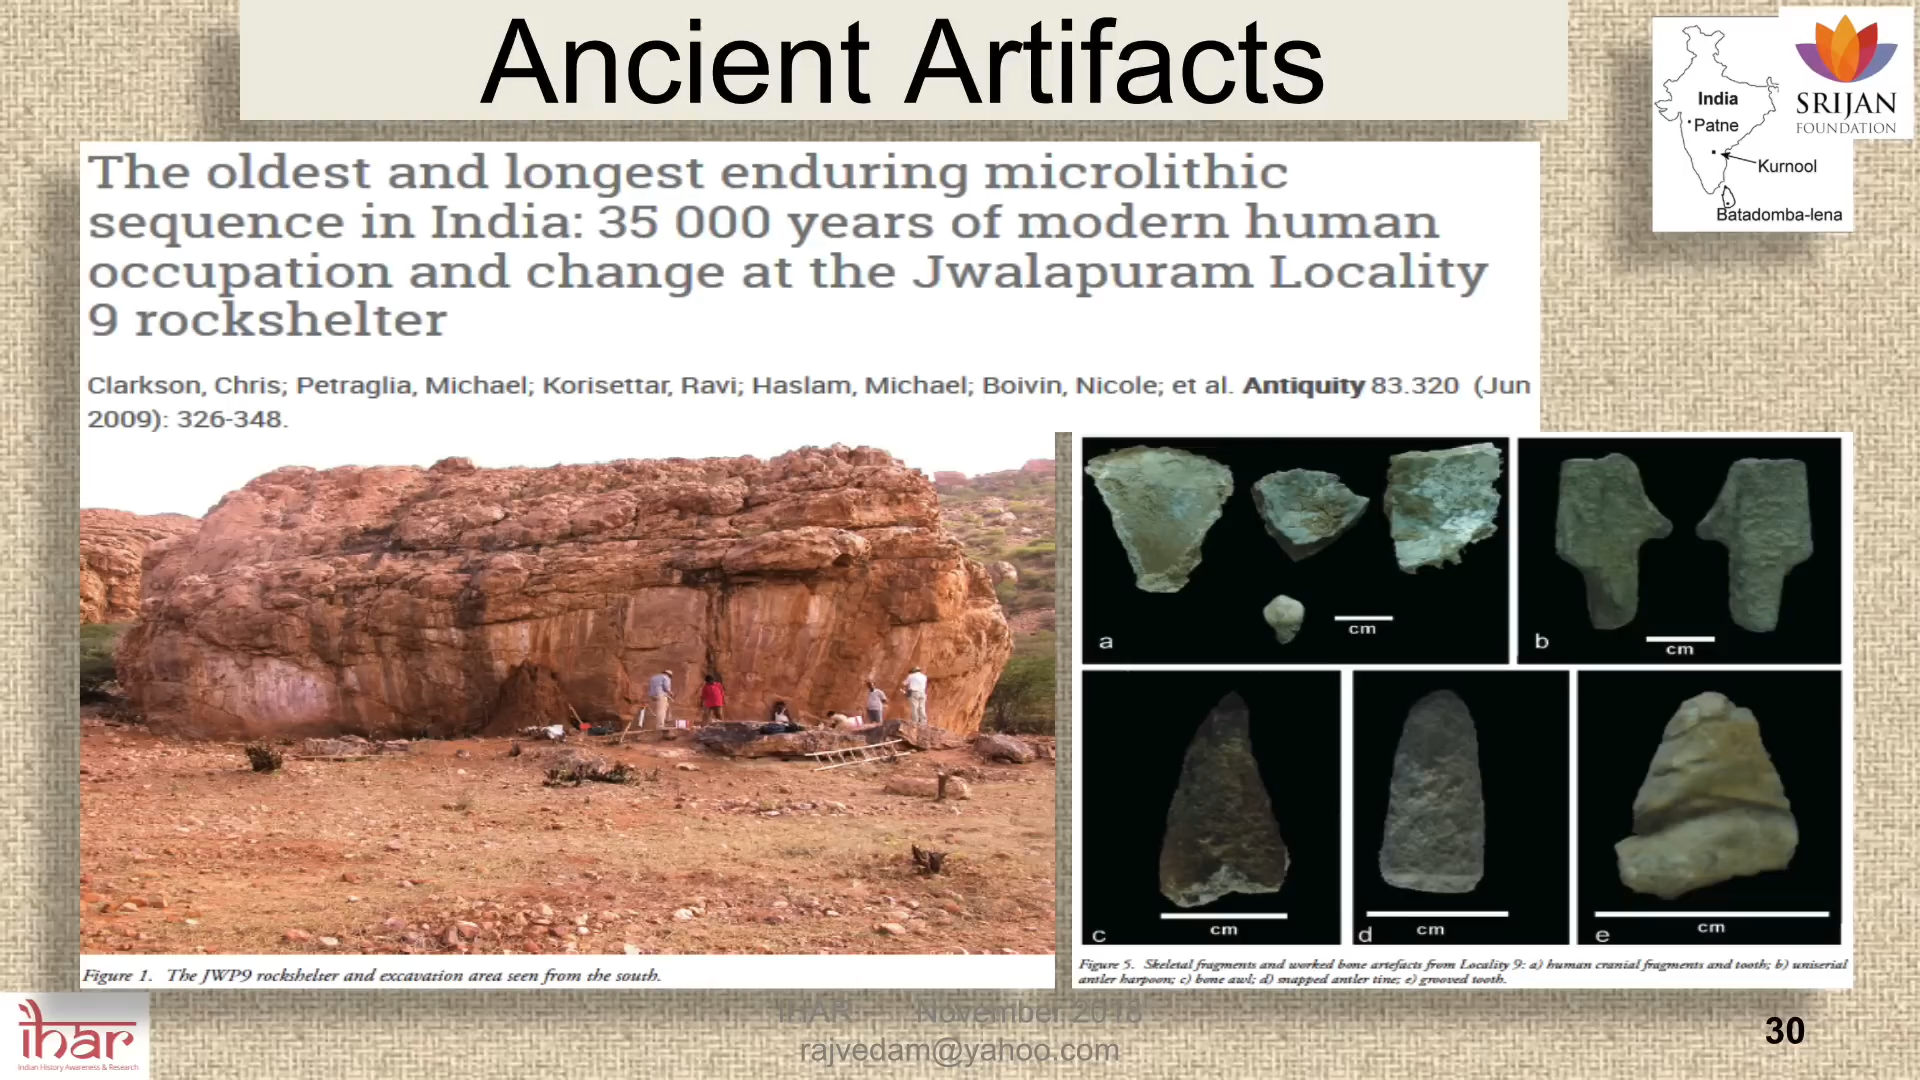 Ancient Artifacts
India
Patne
Kurnool
Batadomba-lena
SRIJAN
FOUNDATION
The oldest and longest enduring microlithic
sequence in India: 35 000 years of modern human
occupation and change at the Jwalapuram Locality
9 rockshelter
Clarkson, Chris; Petraglia, Michael; Korisettar, Ravi; Haslam, Michael; Boivin, Nicole; et al. Antiquity 83.320 (Jun
2009): 326-348.
a
cm
b
cm
c
cm
d
cm
e
cm
Figure 1. The JWP9 rockshelter and excavation area seen from the south.
Figure 5. Skeletal fragments and worked bone artefacts from Locality 9: a) human cranial fragments and tooth; b) uniserial
antler harpoon; c) bone awl; d) snapped antler tine; e) grooved tooth.
ihar
Indian History Awareness & Research
iHAR November 2018
rajvedam@yahoo.com
30